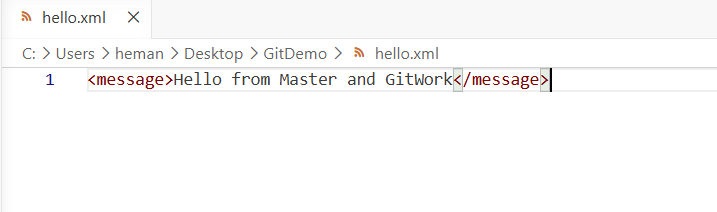 hello.xml
C: > Users > heman > Desktop > GitDemo > hello.xml
1 <message>Hello from Master and GitWork</message>